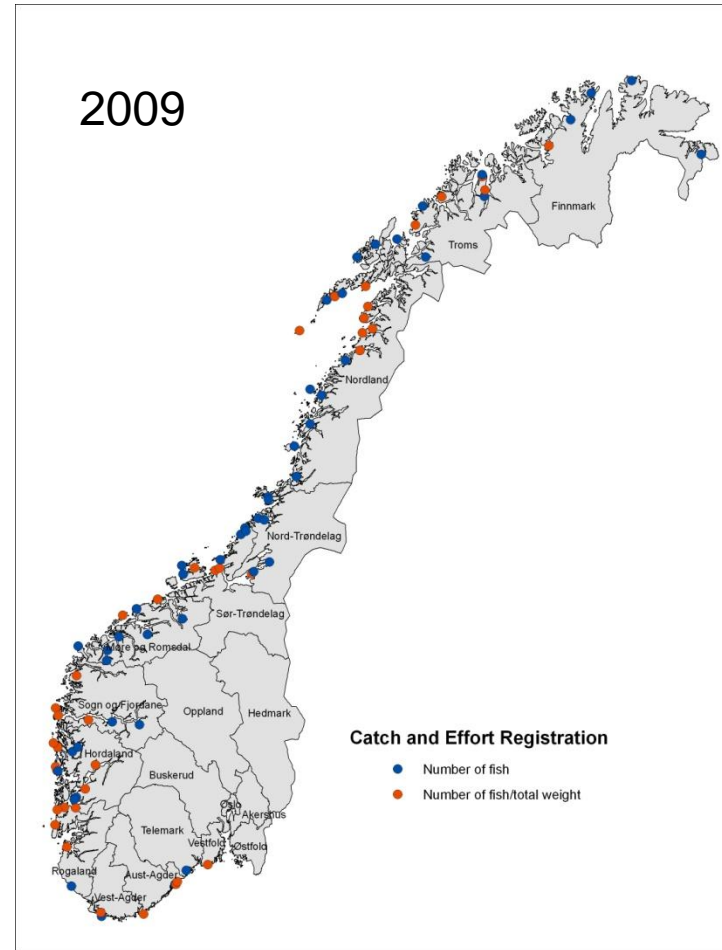 2009
Finnmark
Troms
Nordland
Nord-Trøndelag
Sør-Trøndelag
Møre og Romsdal
Sogn og Fjordane
Oppland
Hedmark
Hordaland
Buskerud
Oslo
Akershus
Telemark
Vestfold
Østfold
Rogaland
Aust-Agder
Vest-Agder
Catch and Effort Registration
Number of fish
Number of fish/total weight